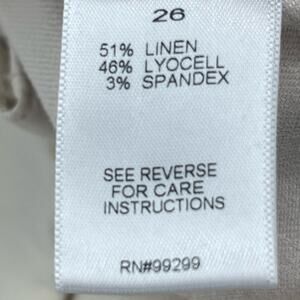 26
51% LINEN
46% LYOCELL
3% SPANDEX
SEE REVERSE
FOR CARE
INSTRUCTIONS
RN#99299